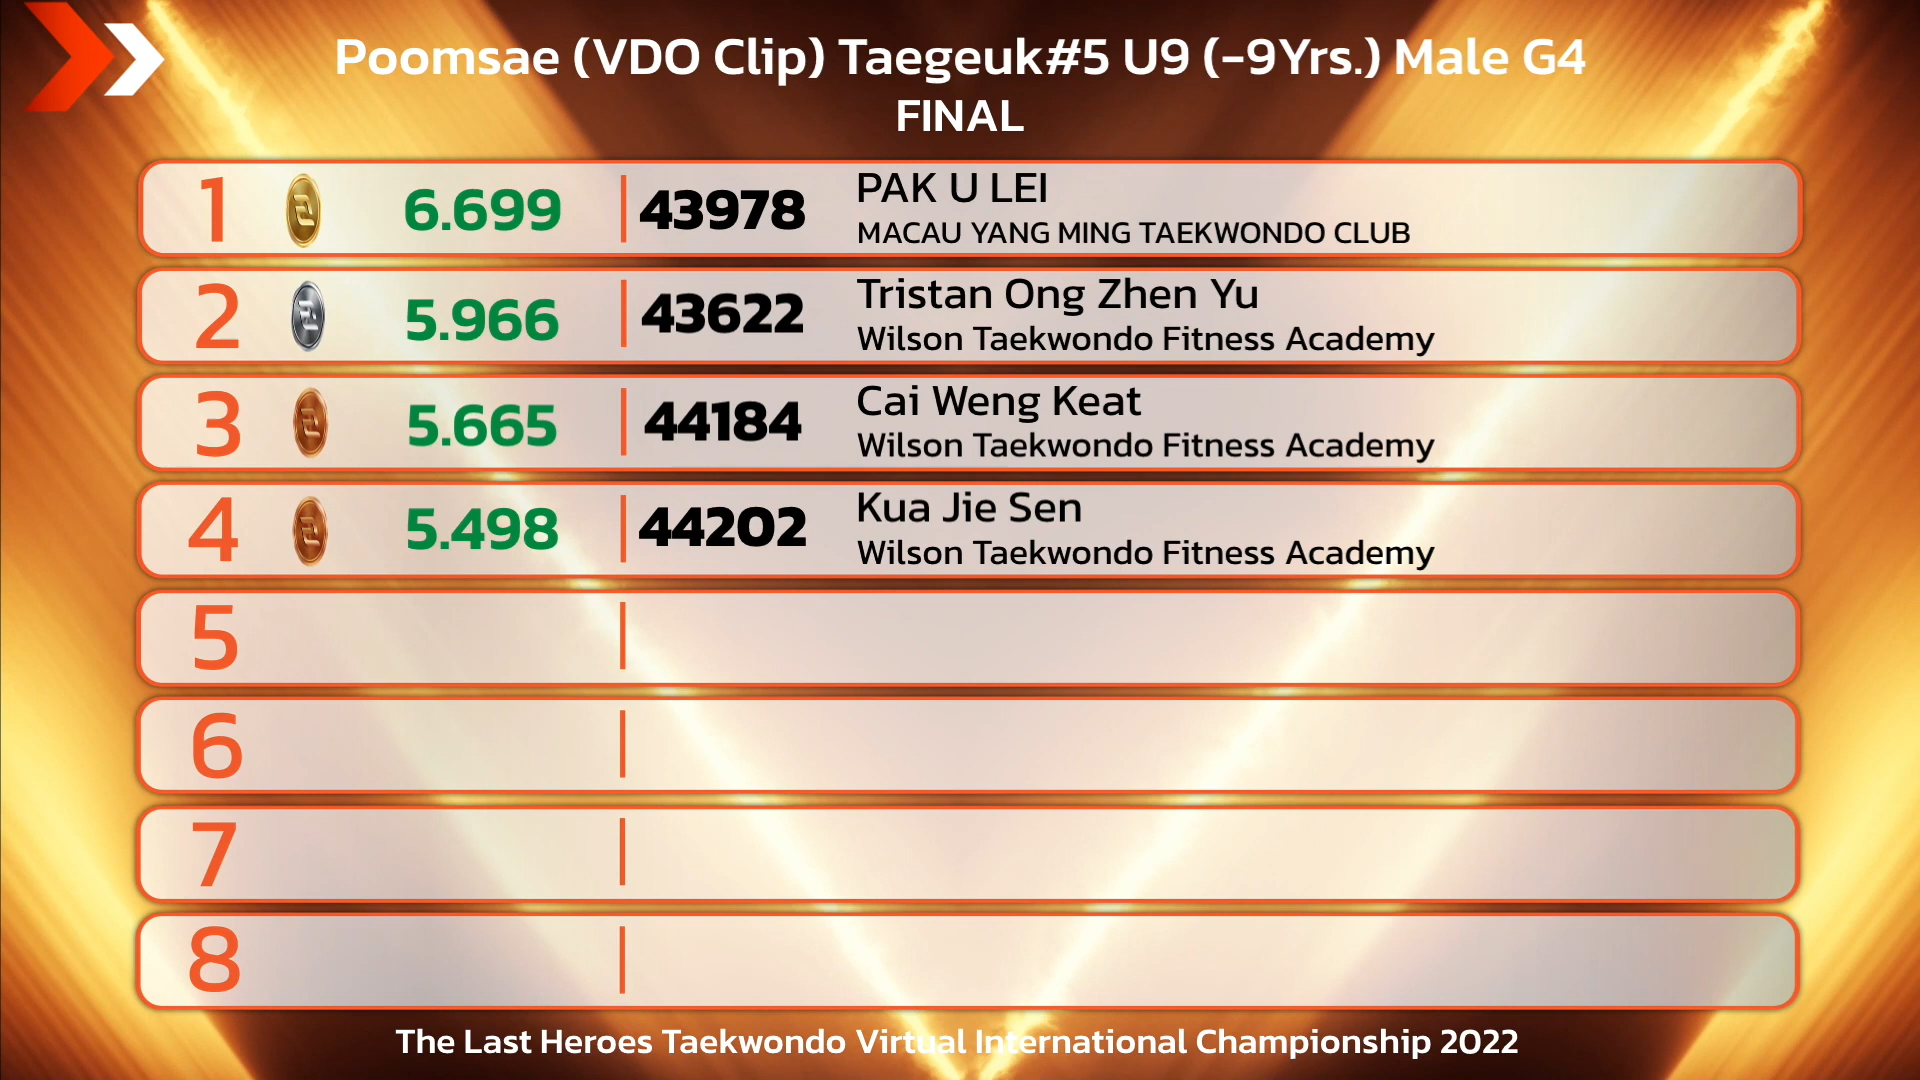 Poomsae (VDO Clip) Taegeuk#5 U9 (-9Yrs.) Male G4
FINAL
1 6.699 43978 PAK U LEI
MACAU YANG MING TAEKWONDO CLUB
2 5.966 43622 Tristan Ong Zhen Yu
Wilson Taekwondo Fitness Academy
3 5.665 44184 Cai Weng Keat
Wilson Taekwondo Fitness Academy
4 5.498 44202 Kua Jie Sen
Wilson Taekwondo Fitness Academy
5
6
7
8
The Last Heroes Taekwondo Virtual International Championship 2022